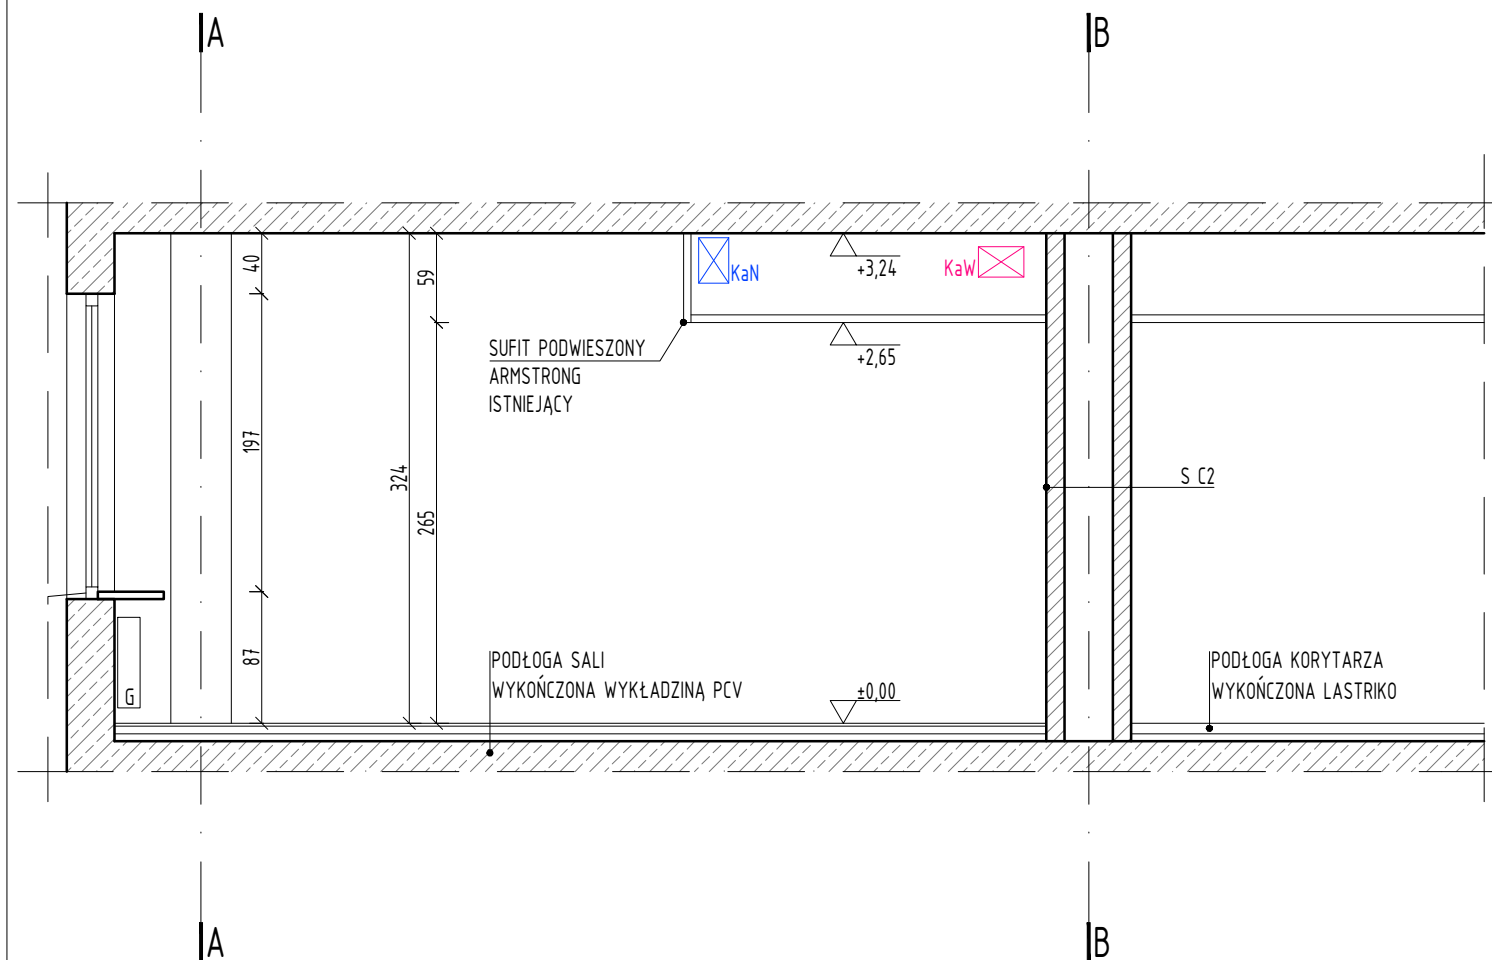 A
B
40
59
KaN
+3,24
KaW
SUFIT PODWIESZONY
ARMSTRONG
ISTNIEJĄCY
+2,65
197
324
265
S C2
87
G
PODŁOGA SALI
WYKOŃCZONA WYKŁADZINĄ PCV
±0,00
PODŁOGA KORYTARZA
WYKOŃCZONA LASTRIKO
A
B